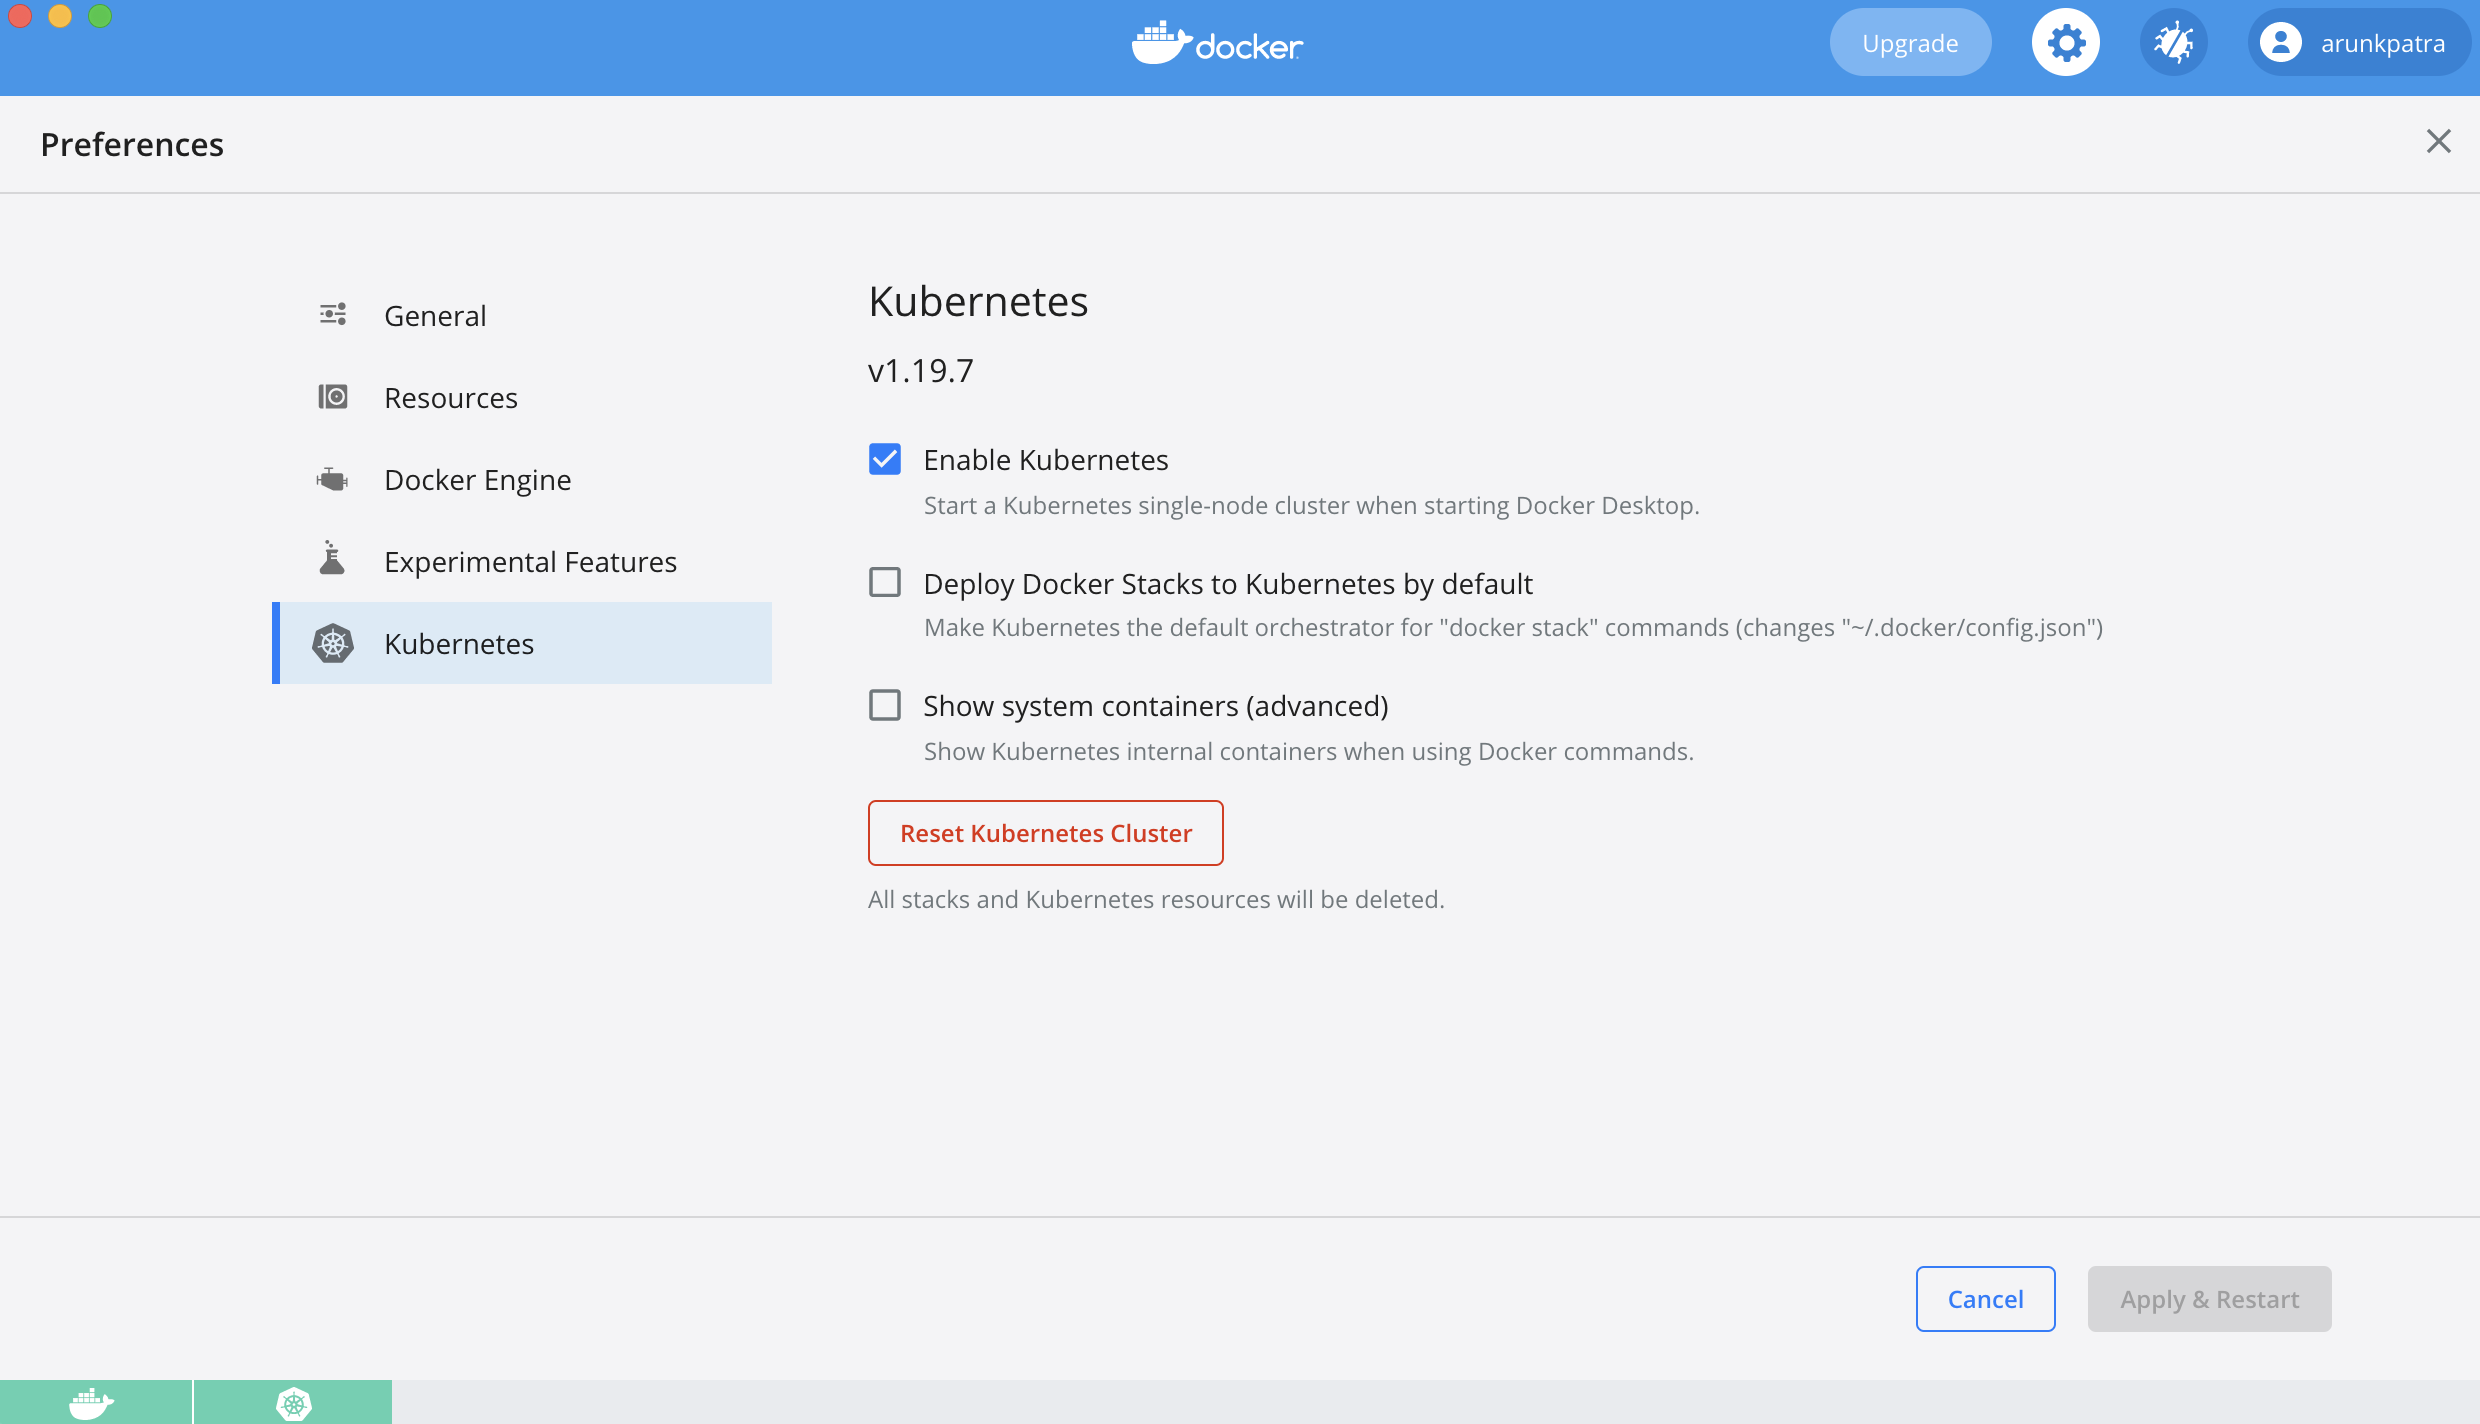 docker
Upgrade
arunkpatra
Preferences
General
Resources
Docker Engine
Experimental Features
Kubernetes
Kubernetes
v1.19.7
Enable Kubernetes
Start a Kubernetes single-node cluster when starting Docker Desktop.
Deploy Docker Stacks to Kubernetes by default
Make Kubernetes the default orchestrator for "docker stack" commands (changes "~/.docker/config.json")
Show system containers (advanced)
Show Kubernetes internal containers when using Docker commands.
Reset Kubernetes Cluster
All stacks and Kubernetes resources will be deleted.
Cancel
Apply & Restart